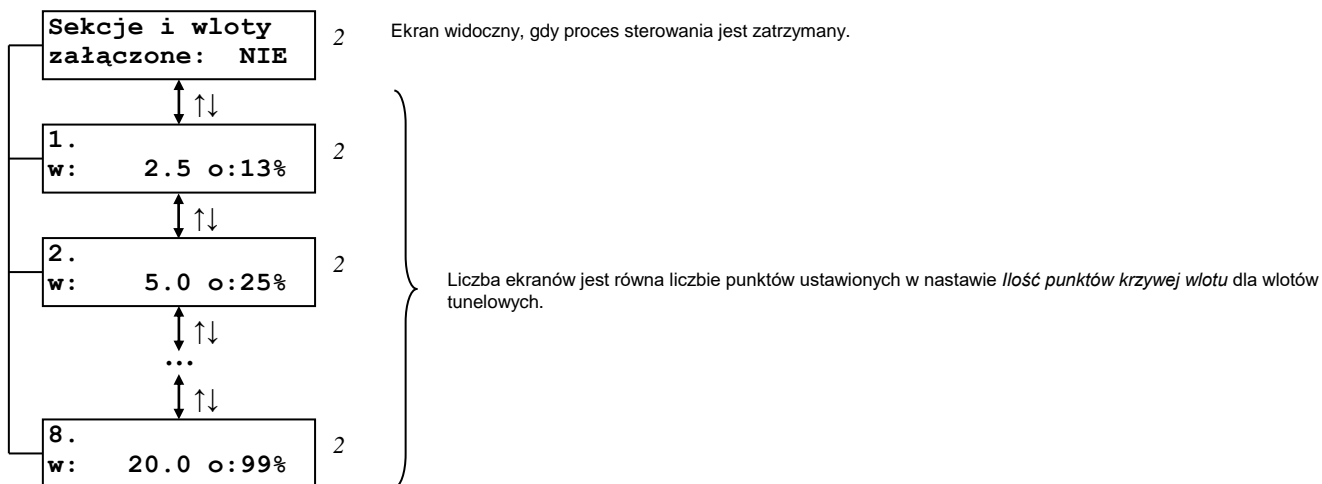 Sekcje i wloty
załączone:  NIE
2
Ekran widoczny, gdy proces sterowania jest zatrzymany.
↑↓
1.
w:     2.5 o:13%
2
↑↓
2.
w:     5.0 o:25%
2
Liczba ekranów jest równa liczbie punktów ustawionych w nastawie Ilość punktów krzywej wlotu dla wlotów
tunelowych.
↑↓
...
↑↓
8.
w:    20.0 o:99%
2